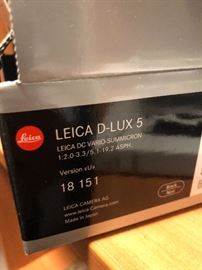 Leica
LEICA D-LUX 5
LEICA DC VARIO-SUMMICRON
1:2.0-3.3/5.1-19.2 ASPH.
Version «U»
18 151
Black
LEICA CAMERA AG
www.leica-camera.com
Made in Japan